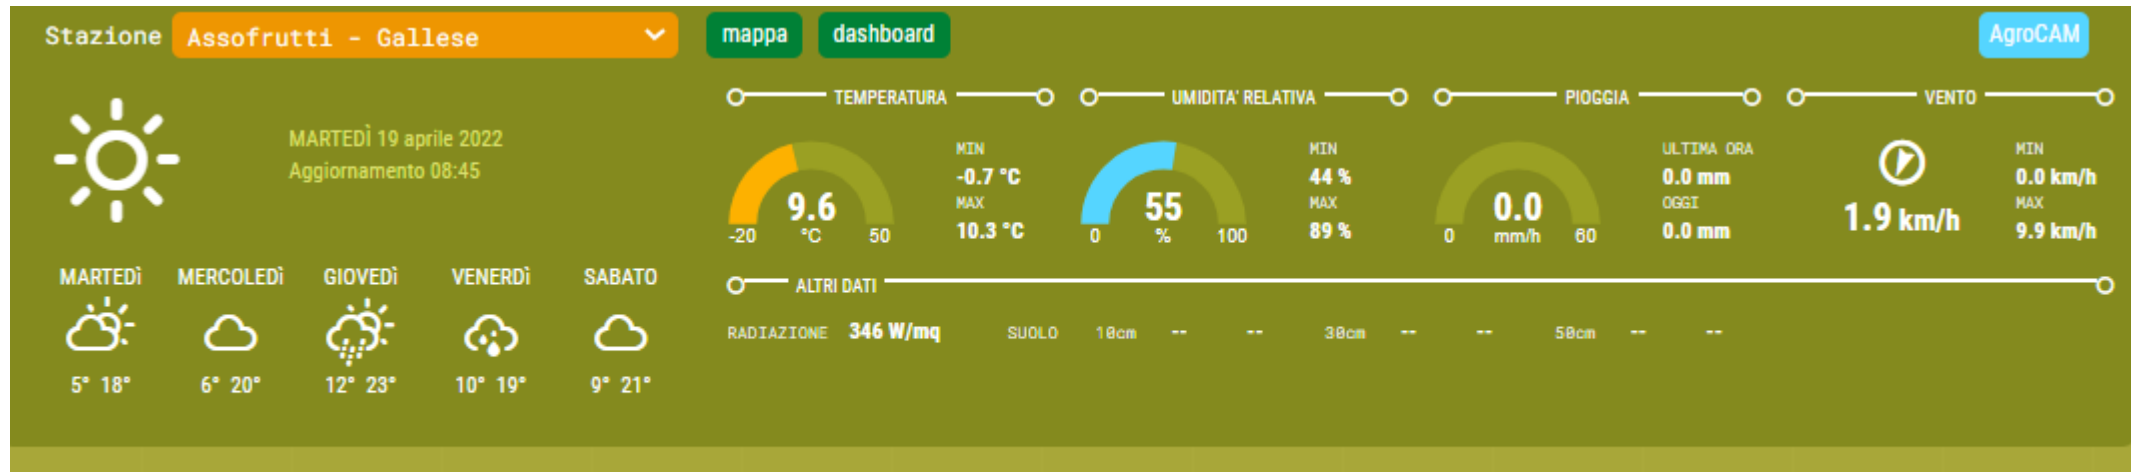 Stazione Assofrutti - Gallese mappa dashboard AgroCAM
MARTEDÌ 19 aprile 2022
Aggiornamento 08:45
MARTEDì MERCOLEDì GIOVEDì VENERDì SABATO
5° 18° 6° 20° 12° 23° 10° 19° 9° 21°
TEMPERATURA
9.6
°C
-20 50
MIN
-0.7 °C
MAX
10.3 °C
UMIDITA' RELATIVA
55
%
0 100
MIN
44 %
MAX
89 %
PIOGGIA
0.0
mm/h
0 60
ULTIMA ORA
0.0 mm
OGGI
0.0 mm
VENTO
1.9 km/h
MIN
0.0 km/h
MAX
9.9 km/h
ALTRI DATI
RADIAZIONE 346 W/mq SUOLO 10cm -- -- 30cm -- -- 50cm -- --